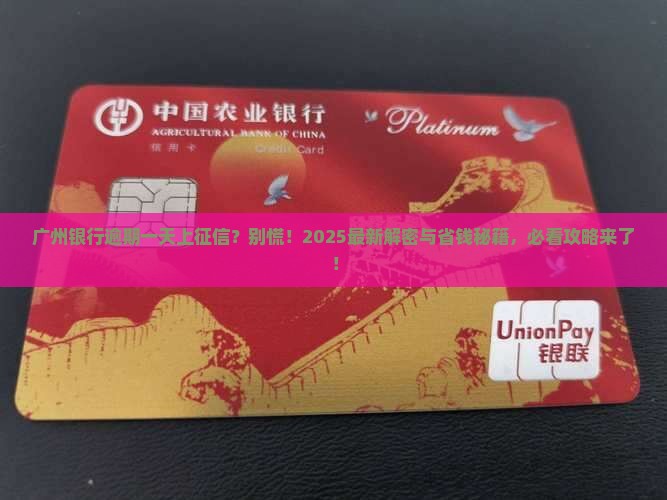 中国农业银行
AGRICULTURAL BANK OF CHINA
信用卡 Credit Card
Platinum
广州银行逾期一天上征信？别慌！2025最新解密与省钱秘籍，必看攻略来了
！
UnionPay
银联